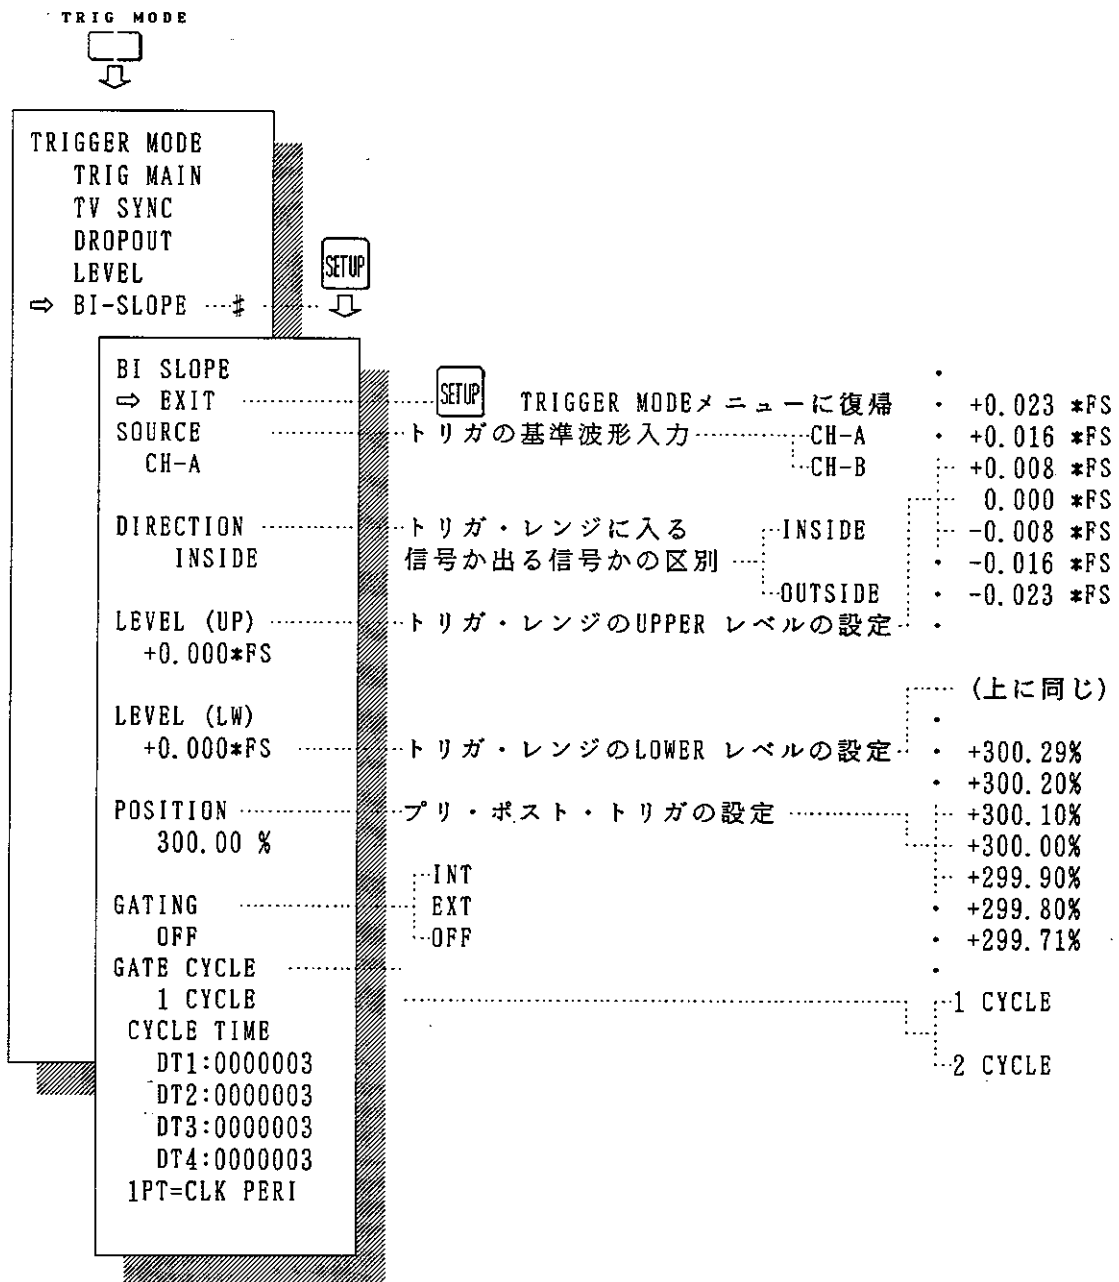 TRIG MODE
TRIGGER MODE
TRIG MAIN
TV SYNC
DROPOUT
LEVEL
⇨ BI-SLOPE ····♯
SETUP
BI SLOPE
⇨ EXIT
SETUP TRIGGER MODEメニューに復帰
SOURCE トリガの基準波形入力 CH-A
CH-A CH-B
DIRECTION トリガ・レンジに入る
INSIDE 信号か出る信号かの区別
INSIDE
OUTSIDE
LEVEL (UP) トリガ・レンジのUPPER レベルの設定
+0.000*FS
・
・ +0.023 *FS
・ +0.016 *FS
+0.008 *FS
0.000 *FS
-0.008 *FS
・ -0.016 *FS
・ -0.023 *FS
・
LEVEL (LW)
+0.000*FS トリガ・レンジのLOWER レベルの設定
(上に同じ)
POSITION プリ・ポスト・トリガの設定
300.00 %
・
・ +300.29%
・ +300.20%
+300.10%
+300.00%
+299.90%
・ +299.80%
・ +299.71%
・
GATING
OFF
INT
EXT
OFF
GATE CYCLE
1 CYCLE
1 CYCLE
2 CYCLE
CYCLE TIME
DT1:0000003
DT2:0000003
DT3:0000003
DT4:0000003
1PT=CLK PERI